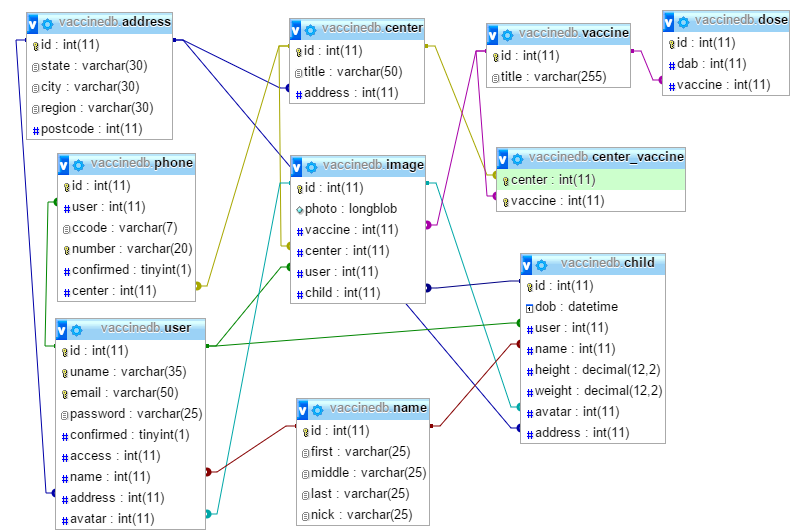 vaccinedb.address
id : int(11)
state : varchar(30)
city : varchar(30)
region : varchar(30)
postcode : int(11)
vaccinedb.center
id : int(11)
title : varchar(50)
address : int(11)
vaccinedb.vaccine
id : int(11)
title : varchar(255)
vaccinedb.dose
id : int(11)
dab : int(11)
vaccine : int(11)
vaccinedb.phone
id : int(11)
user : int(11)
ccode : varchar(7)
number : varchar(20)
confirmed : tinyint(1)
center : int(11)
vaccinedb.image
id : int(11)
photo : longblob
vaccine : int(11)
center : int(11)
user : int(11)
child : int(11)
vaccinedb.center_vaccine
center : int(11)
vaccine : int(11)
vaccinedb.child
id : int(11)
dob : datetime
user : int(11)
name : int(11)
height : decimal(12,2)
weight : decimal(12,2)
avatar : int(11)
address : int(11)
vaccinedb.user
id : int(11)
uname : varchar(35)
email : varchar(50)
password : varchar(25)
confirmed : tinyint(1)
access : int(11)
name : int(11)
address : int(11)
avatar : int(11)
vaccinedb.name
id : int(11)
first : varchar(25)
middle : varchar(25)
last : varchar(25)
nick : varchar(25)